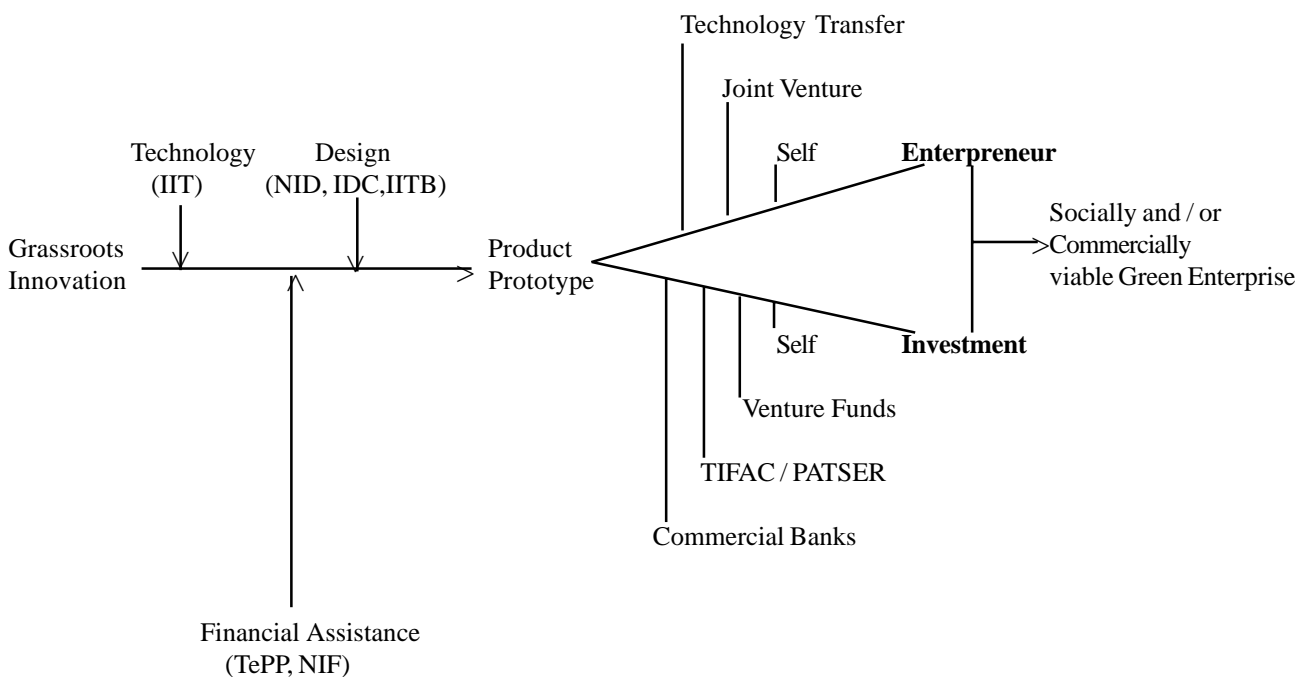 Technology Transfer
Joint Venture
Technology
(IIT)
Design
(NID, IDC,IITB)
Self
Enterpreneur
Grassroots
Innovation
Product
Prototype
Socially and / or
Commercially
viable Green Enterprise
Self
Investment
Venture Funds
TIFAC / PATSER
Commercial Banks
Financial Assistance
(TePP, NIF)